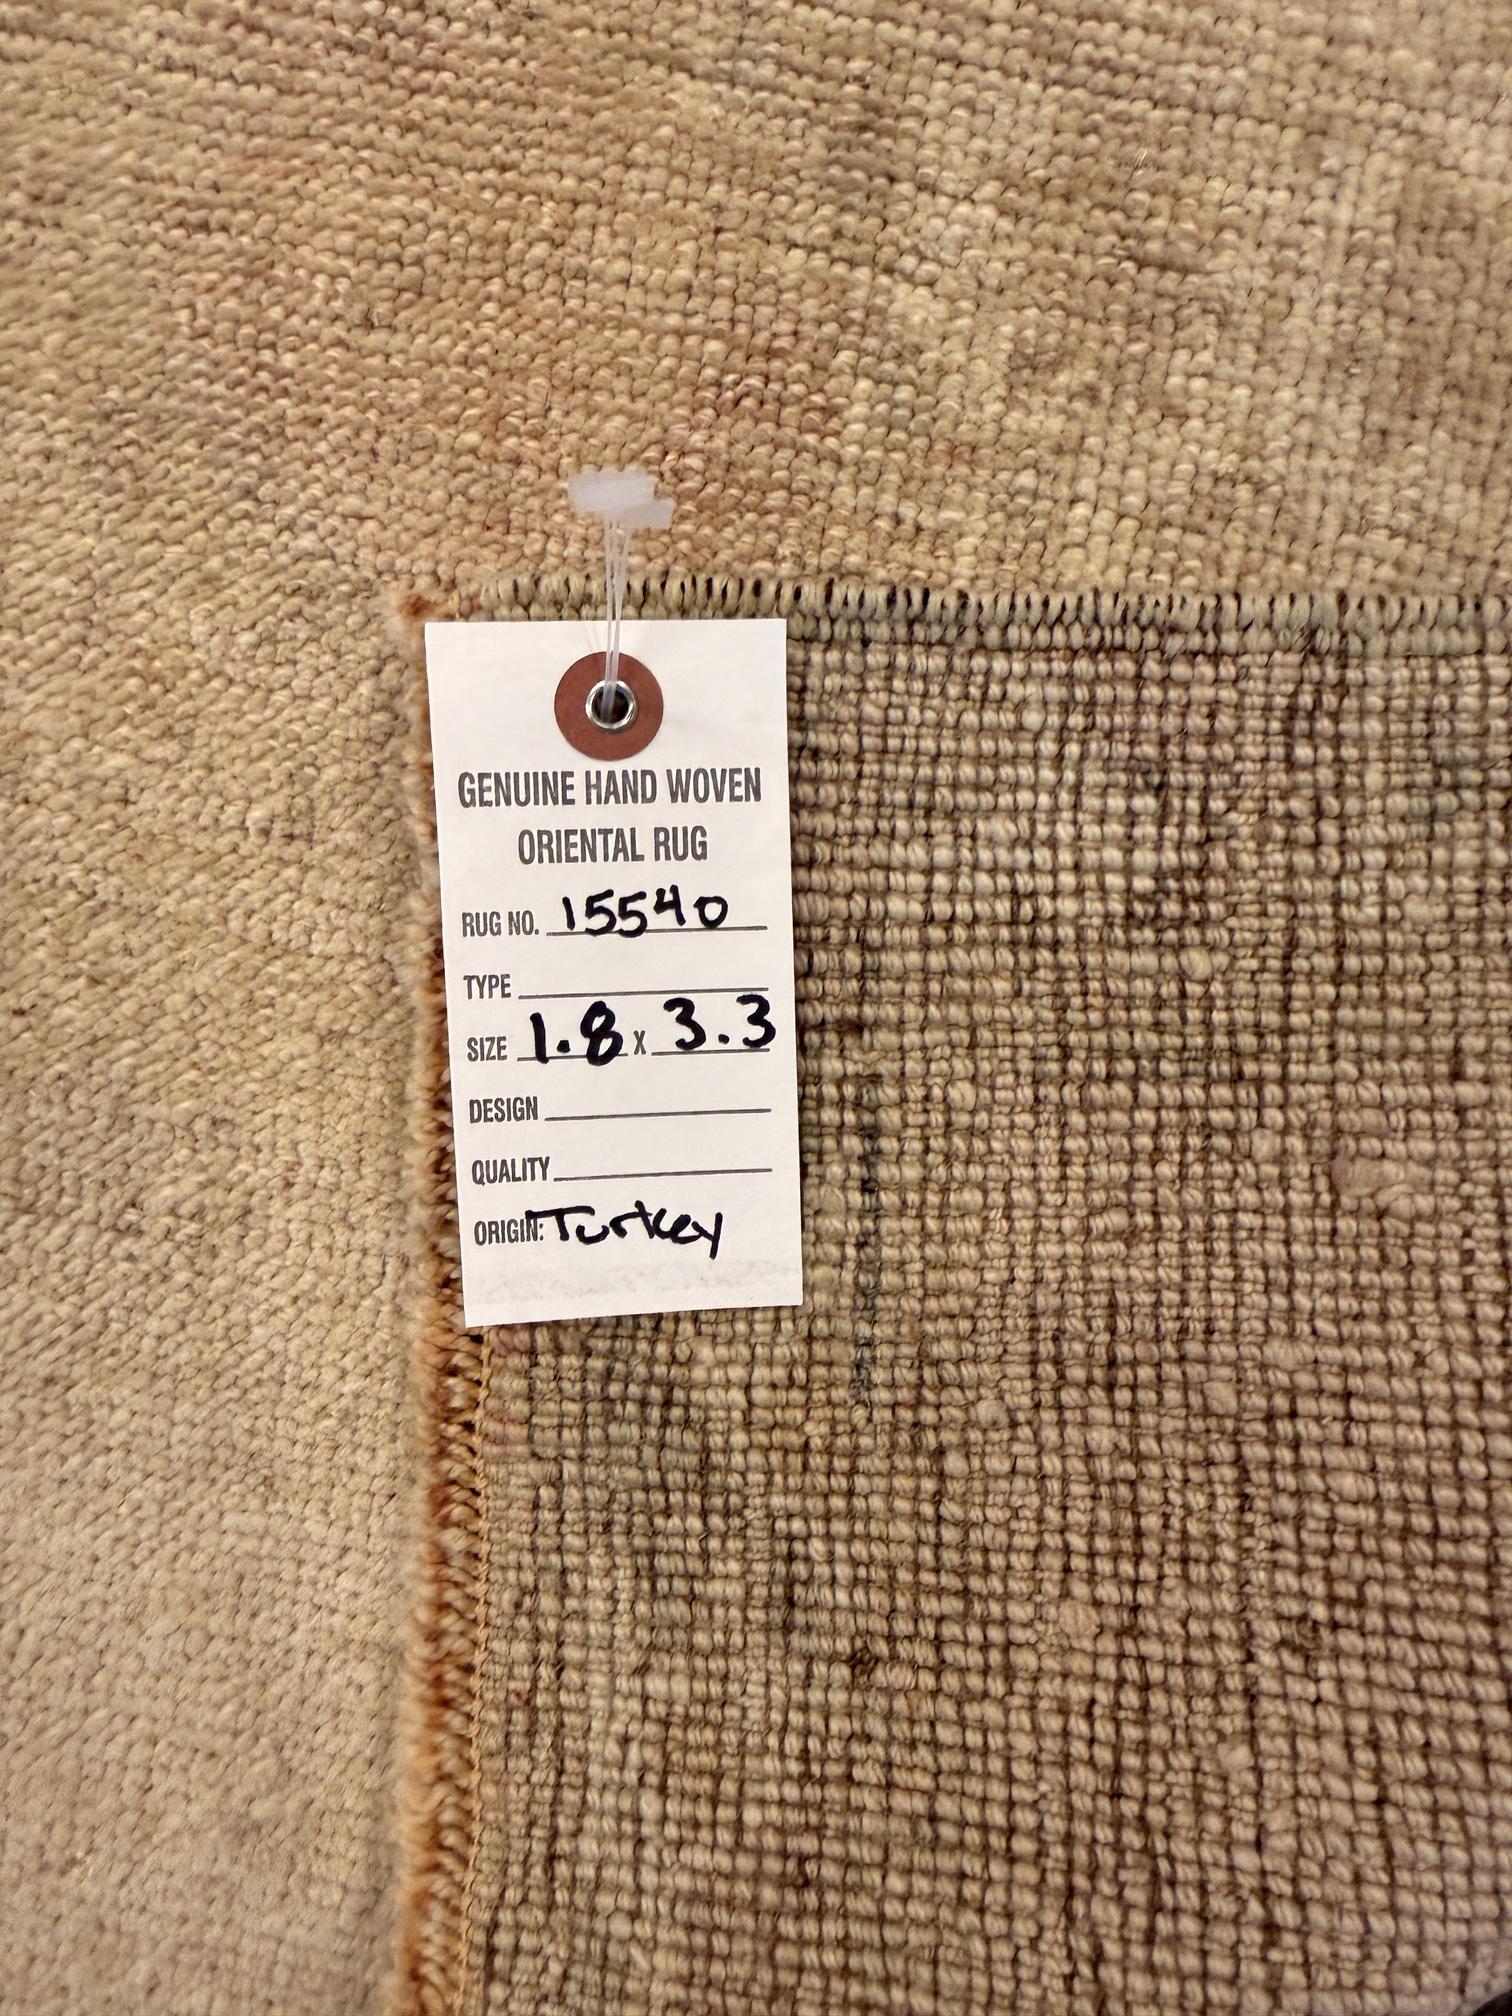 GENUINE HAND WOVEN
ORIENTAL RUG
RUG NO. 15540
TYPE
SIZE 1.8 x 3.3
DESIGN
QUALITY
ORIGIN: Turkey